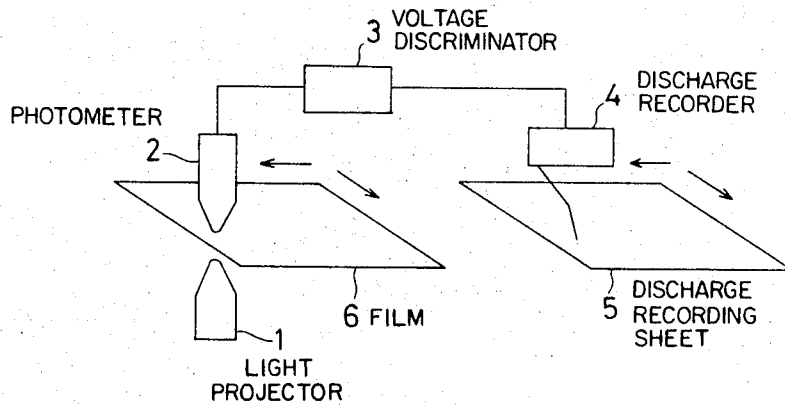 3 VOLTAGE
DISCRIMINATOR
4 DISCHARGE
RECORDER
PHOTOMETER
2
6 FILM
5 DISCHARGE
RECORDING
SHEET
1
LIGHT
PROJECTOR